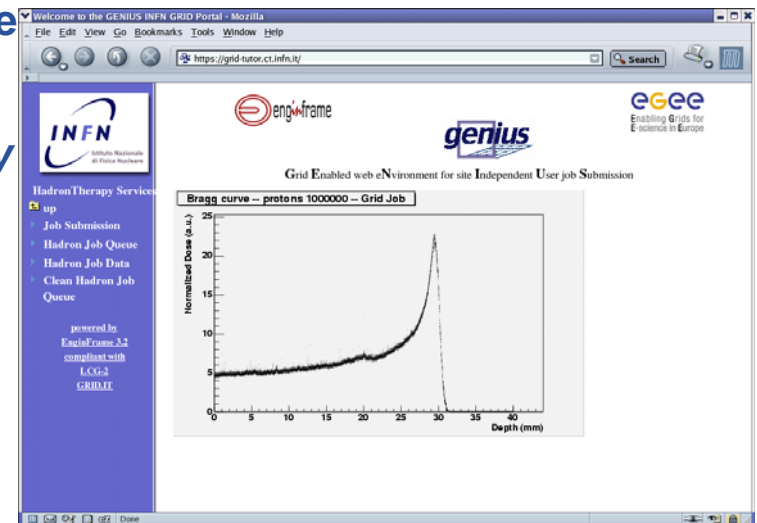 e
y
Welcome to the GENIUS INFN GRID Portal - Mozilla
File Edit View Go Bookmarks Tools Window Help
https://grid-tutor.ct.infn.it/
Search
INFN
Istituto Nazionale
di Fisica Nucleare
enginframe
genius
eGee
Enabling Grids for
E-science in Europe
Grid Enabled web eNvironment for site Independent User job Submission
HadronTherapy Services
up
Job Submission
Hadron Job Queue
Hadron Job Data
Clean Hadron Job
Queue
powered by
EnginFrame 3.2
compliant with
LCG-2
GRID.IT
Bragg curve -- protons 1000000 -- Grid Job
Normalized Dose (a.u.)
25
20
15
10
5
0
0 5 10 15 20 25 30 35 40
Depth (mm)
Done